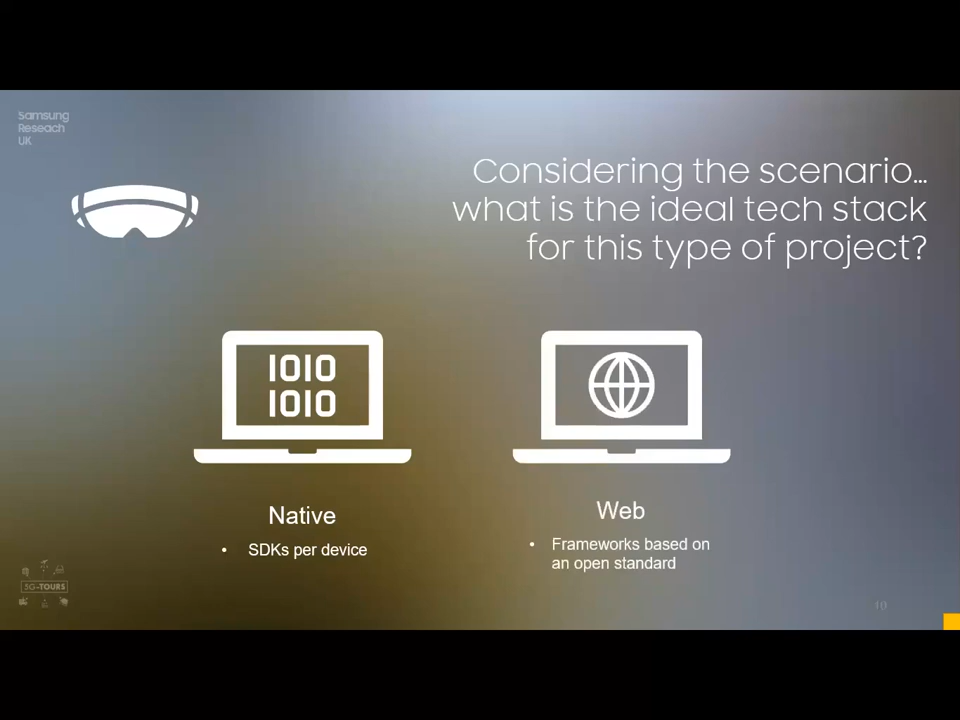 Samsung
Reseach
UK
Considering the scenario...
what is the ideal tech stack
for this type of project?
1010
1010
Native
• SDKs per device
Web
• Frameworks based on
an open standard
5G-TOURS
10